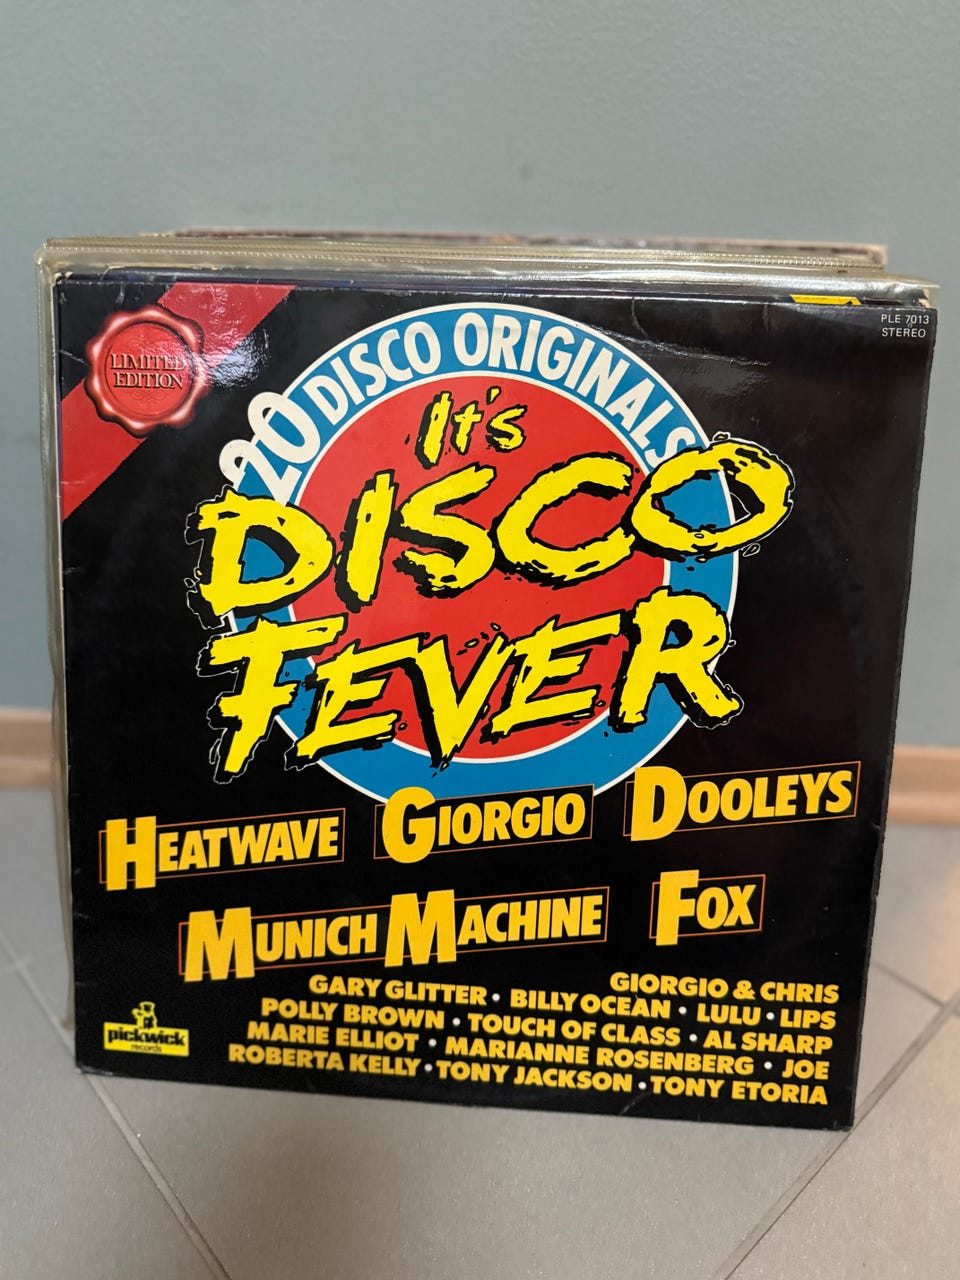 PLE 7013
STEREO
LIMITED
EDITION
20 DISCO ORIGINALS
It's
DISCO
FEVER
HEATWAVE GIORGIO DOOLEYS
MUNICH MACHINE FOX
GIORGIO & CHRIS
GARY GLITTER • BILLY OCEAN • LULU • LIPS
POLLY BROWN • TOUCH OF CLASS • AL SHARP
MARIE ELLIOT • MARIANNE ROSENBERG • JOE
ROBERTA KELLY • TONY JACKSON • TONY ETORIA
pickwick
records